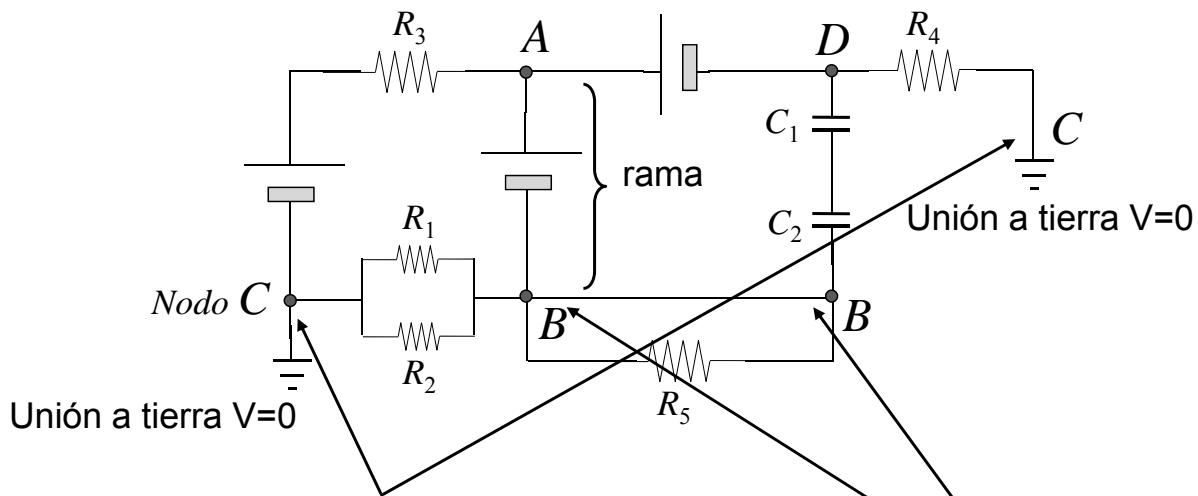 R3
A
D
R4
C1
C
rama
C2
Unión a tierra V=0
R1
Nodo C
B
B
R2
R5
Unión a tierra V=0